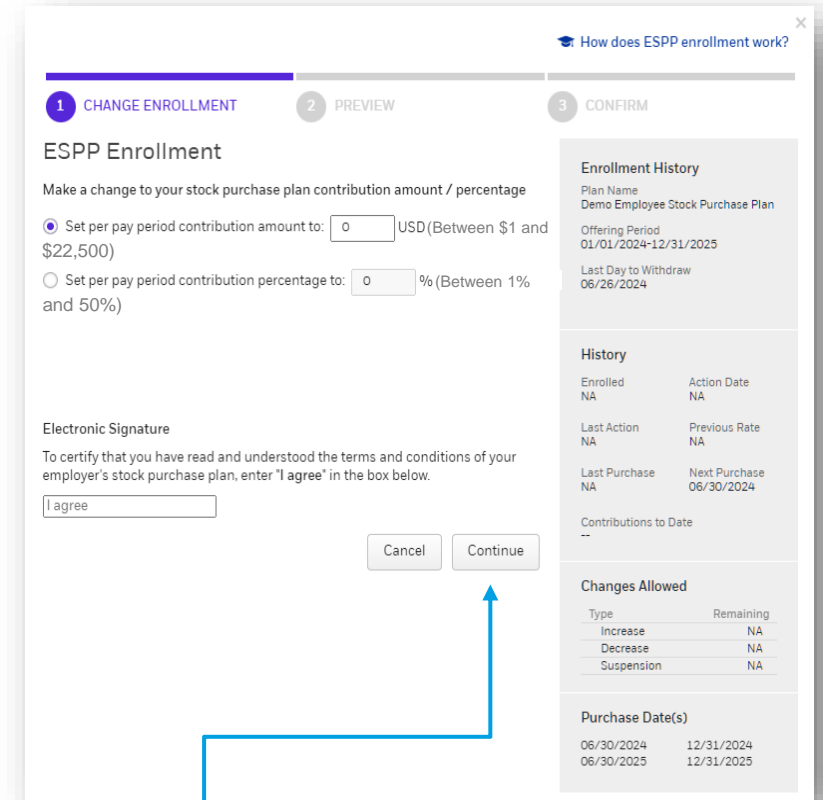 ×
How does ESPP enrollment work?
1 CHANGE ENROLLMENT 2 PREVIEW 3 CONFIRM
ESPP Enrollment
Make a change to your stock purchase plan contribution amount / percentage
Set per pay period contribution amount to: 0 USD (Between $1 and
$22,500)
Set per pay period contribution percentage to: 0 % (Between 1%
and 50%)
Electronic Signature
To certify that you have read and understood the terms and conditions of your
employer's stock purchase plan, enter "I agree" in the box below.
I agree
Cancel Continue
Enrollment History
Plan Name
Demo Employee Stock Purchase Plan
Offering Period
01/01/2024-12/31/2025
Last Day to Withdraw
06/26/2024
History
Enrolled Action Date
NA NA
Last Action Previous Rate
NA NA
Last Purchase Next Purchase
NA 06/30/2024
Contributions to Date
--
Changes Allowed
Type Remaining
Increase NA
Decrease NA
Suspension NA
Purchase Date(s)
06/30/2024 12/31/2024
06/30/2025 12/31/2025